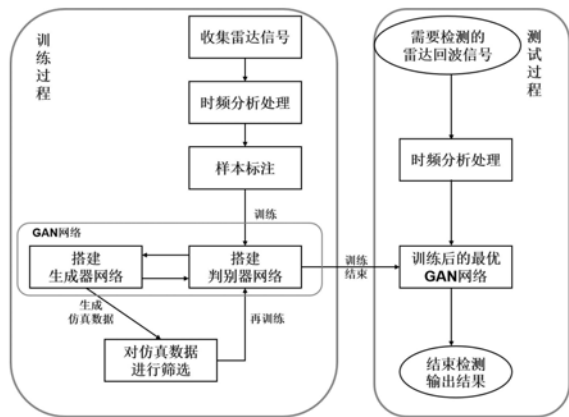 训
练
过
程
收集雷达信号
时频分析处理
样本标注
训练
GAN网络
搭建
生成器网络
搭建
判别器网络
生成
仿真数据
再训练
对仿真数据
进行筛选
训练
结束
测
试
过
程
需要检测的
雷达回波信号
时频分析处理
训练后的最优
GAN网络
结束检测
输出结果